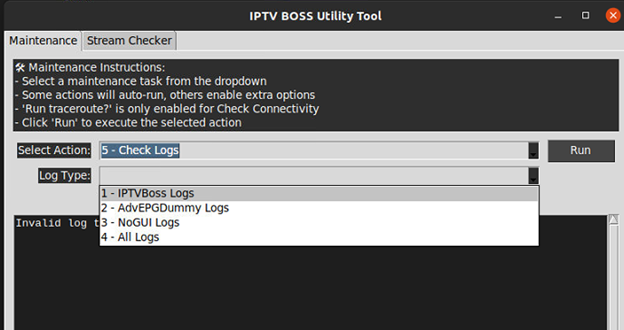 IPTV BOSS Utility Tool
Maintenance
Stream Checker
🛠 Maintenance Instructions:
- Select a maintenance task from the dropdown
- Some actions will auto-run, others enable extra options
- 'Run traceroute?' is only enabled for Check Connectivity
- Click 'Run' to execute the selected action
Select Action: 5 - Check Logs Run
Log Type:
1 - IPTVBoss Logs
2 - AdvEPGDummy Logs
3 - NoGUI Logs
4 - All Logs
Invalid log t